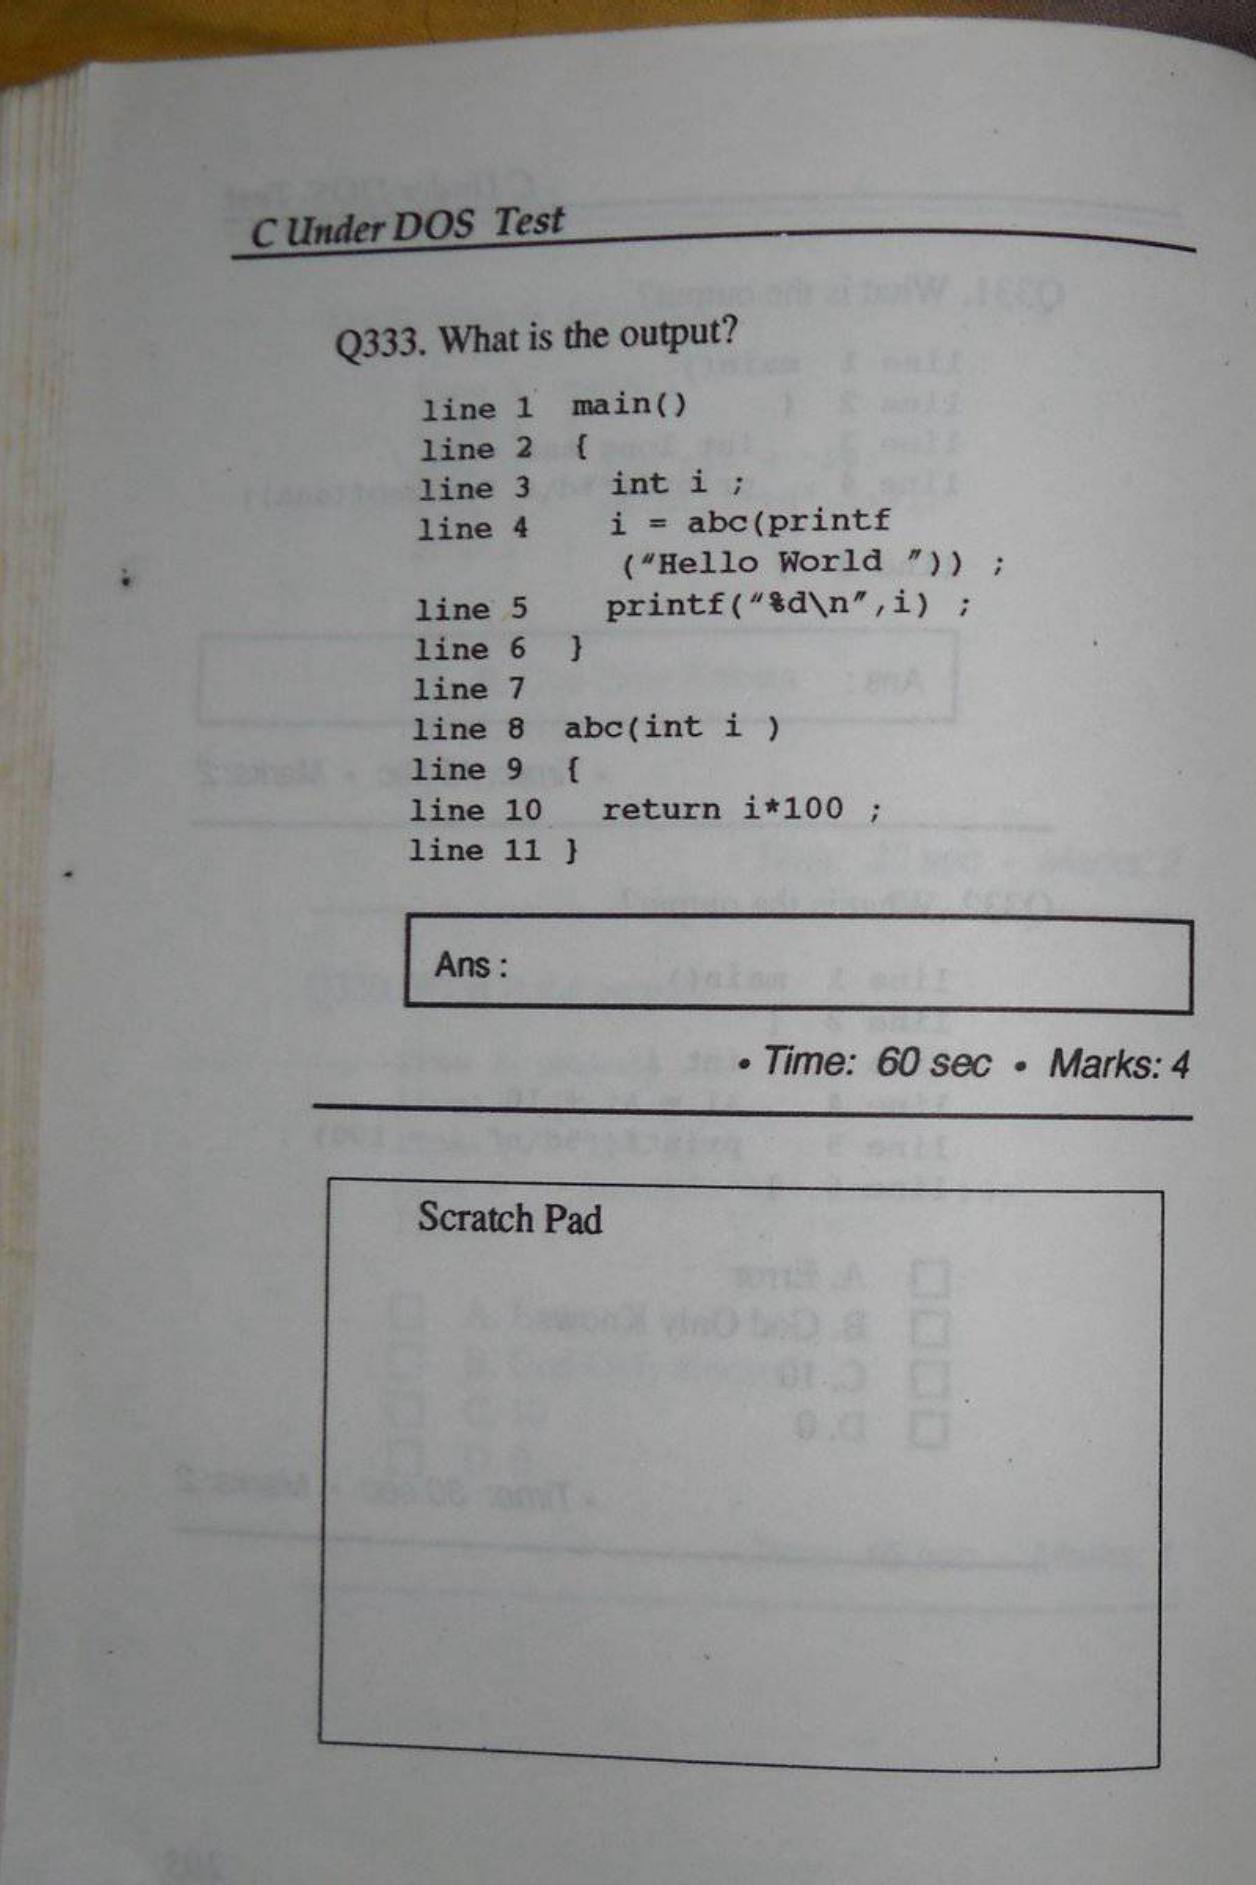 C Under DOS Test
Q333. What is the output?
line 1 main()
line 2 {
line 3 int i ;
line 4 i = abc(printf
("Hello World ")) ;
line 5 printf("%d\n",i) ;
line 6 }
line 7
line 8 abc(int i )
line 9 {
line 10 return i*100 ;
line 11 }
Ans :
• Time: 60 sec • Marks: 4
Scratch Pad